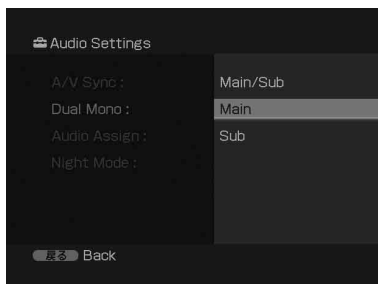 Audio Settings
A/V Sync :
Main/Sub
Dual Mono :
Main
Audio Assign :
Sub
Night Mode :
戻る Back